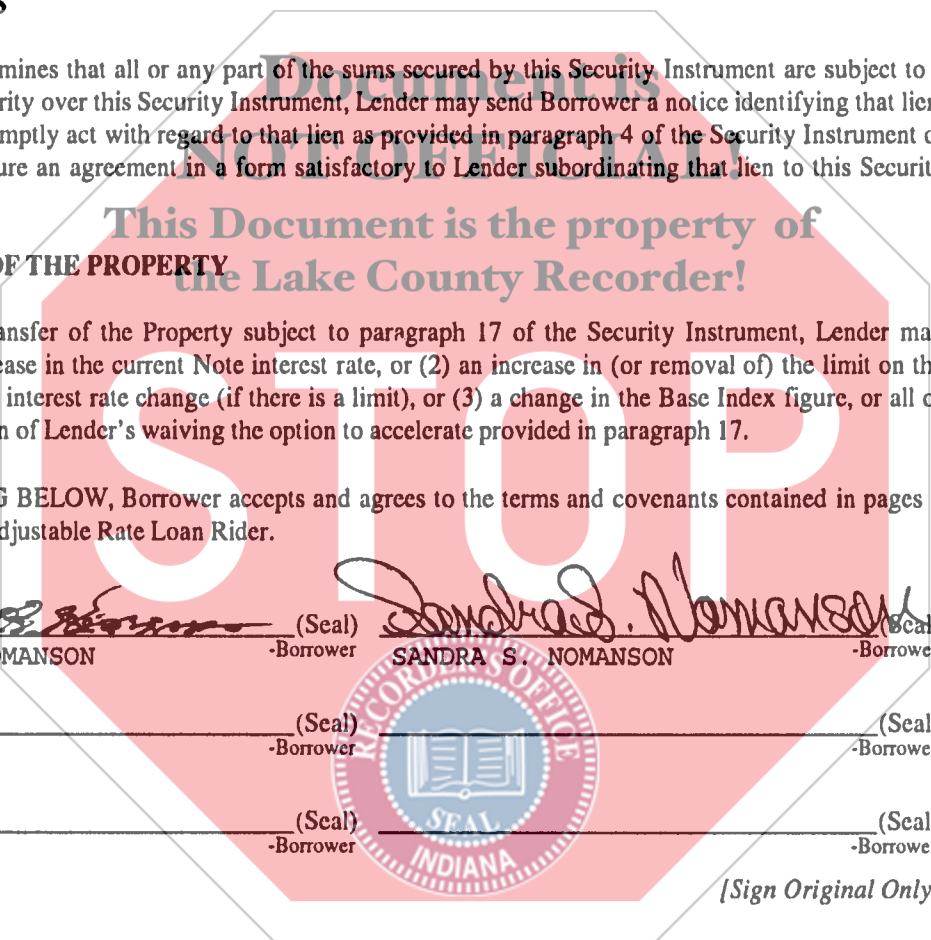 S
Document is
mines that all or any part of the sums secured by this Security Instrument are subject to
rity over this Security Instrument, Lender may send Borrower a notice identifying that lien
mptly act with regard to that lien as provided in paragraph 4 of the Security Instrument
NOT OFFICIAL!
ure an agreement in a form satisfactory to Lender subordinating that lien to this Securit
This Document is the property of
the Lake County Recorder!
OF THE PROPERTY
ansfer of the Property subject to paragraph 17 of the Security Instrument, Lender ma
ease in the current Note interest rate, or (2) an increase in (or removal of) the limit on th
interest rate change (if there is a limit), or (3) a change in the Base Index figure, or all o
n of Lender's waiving the option to accelerate provided in paragraph 17.
STOP
G BELOW, Borrower accepts and agrees to the terms and covenants contained in pages
djustable Rate Loan Rider.
Sandra S. Nomanson
(Seal) (Seal
OMANSON -Borrower SANDRA S. NOMANSON -Borrowe
(Seal) (Seal
-Borrower -Borrowe
(Seal) (Seal
-Borrower -Borrowe
RECORDER'S OFFICE
SEAL
INDIANA
[Sign Original Only